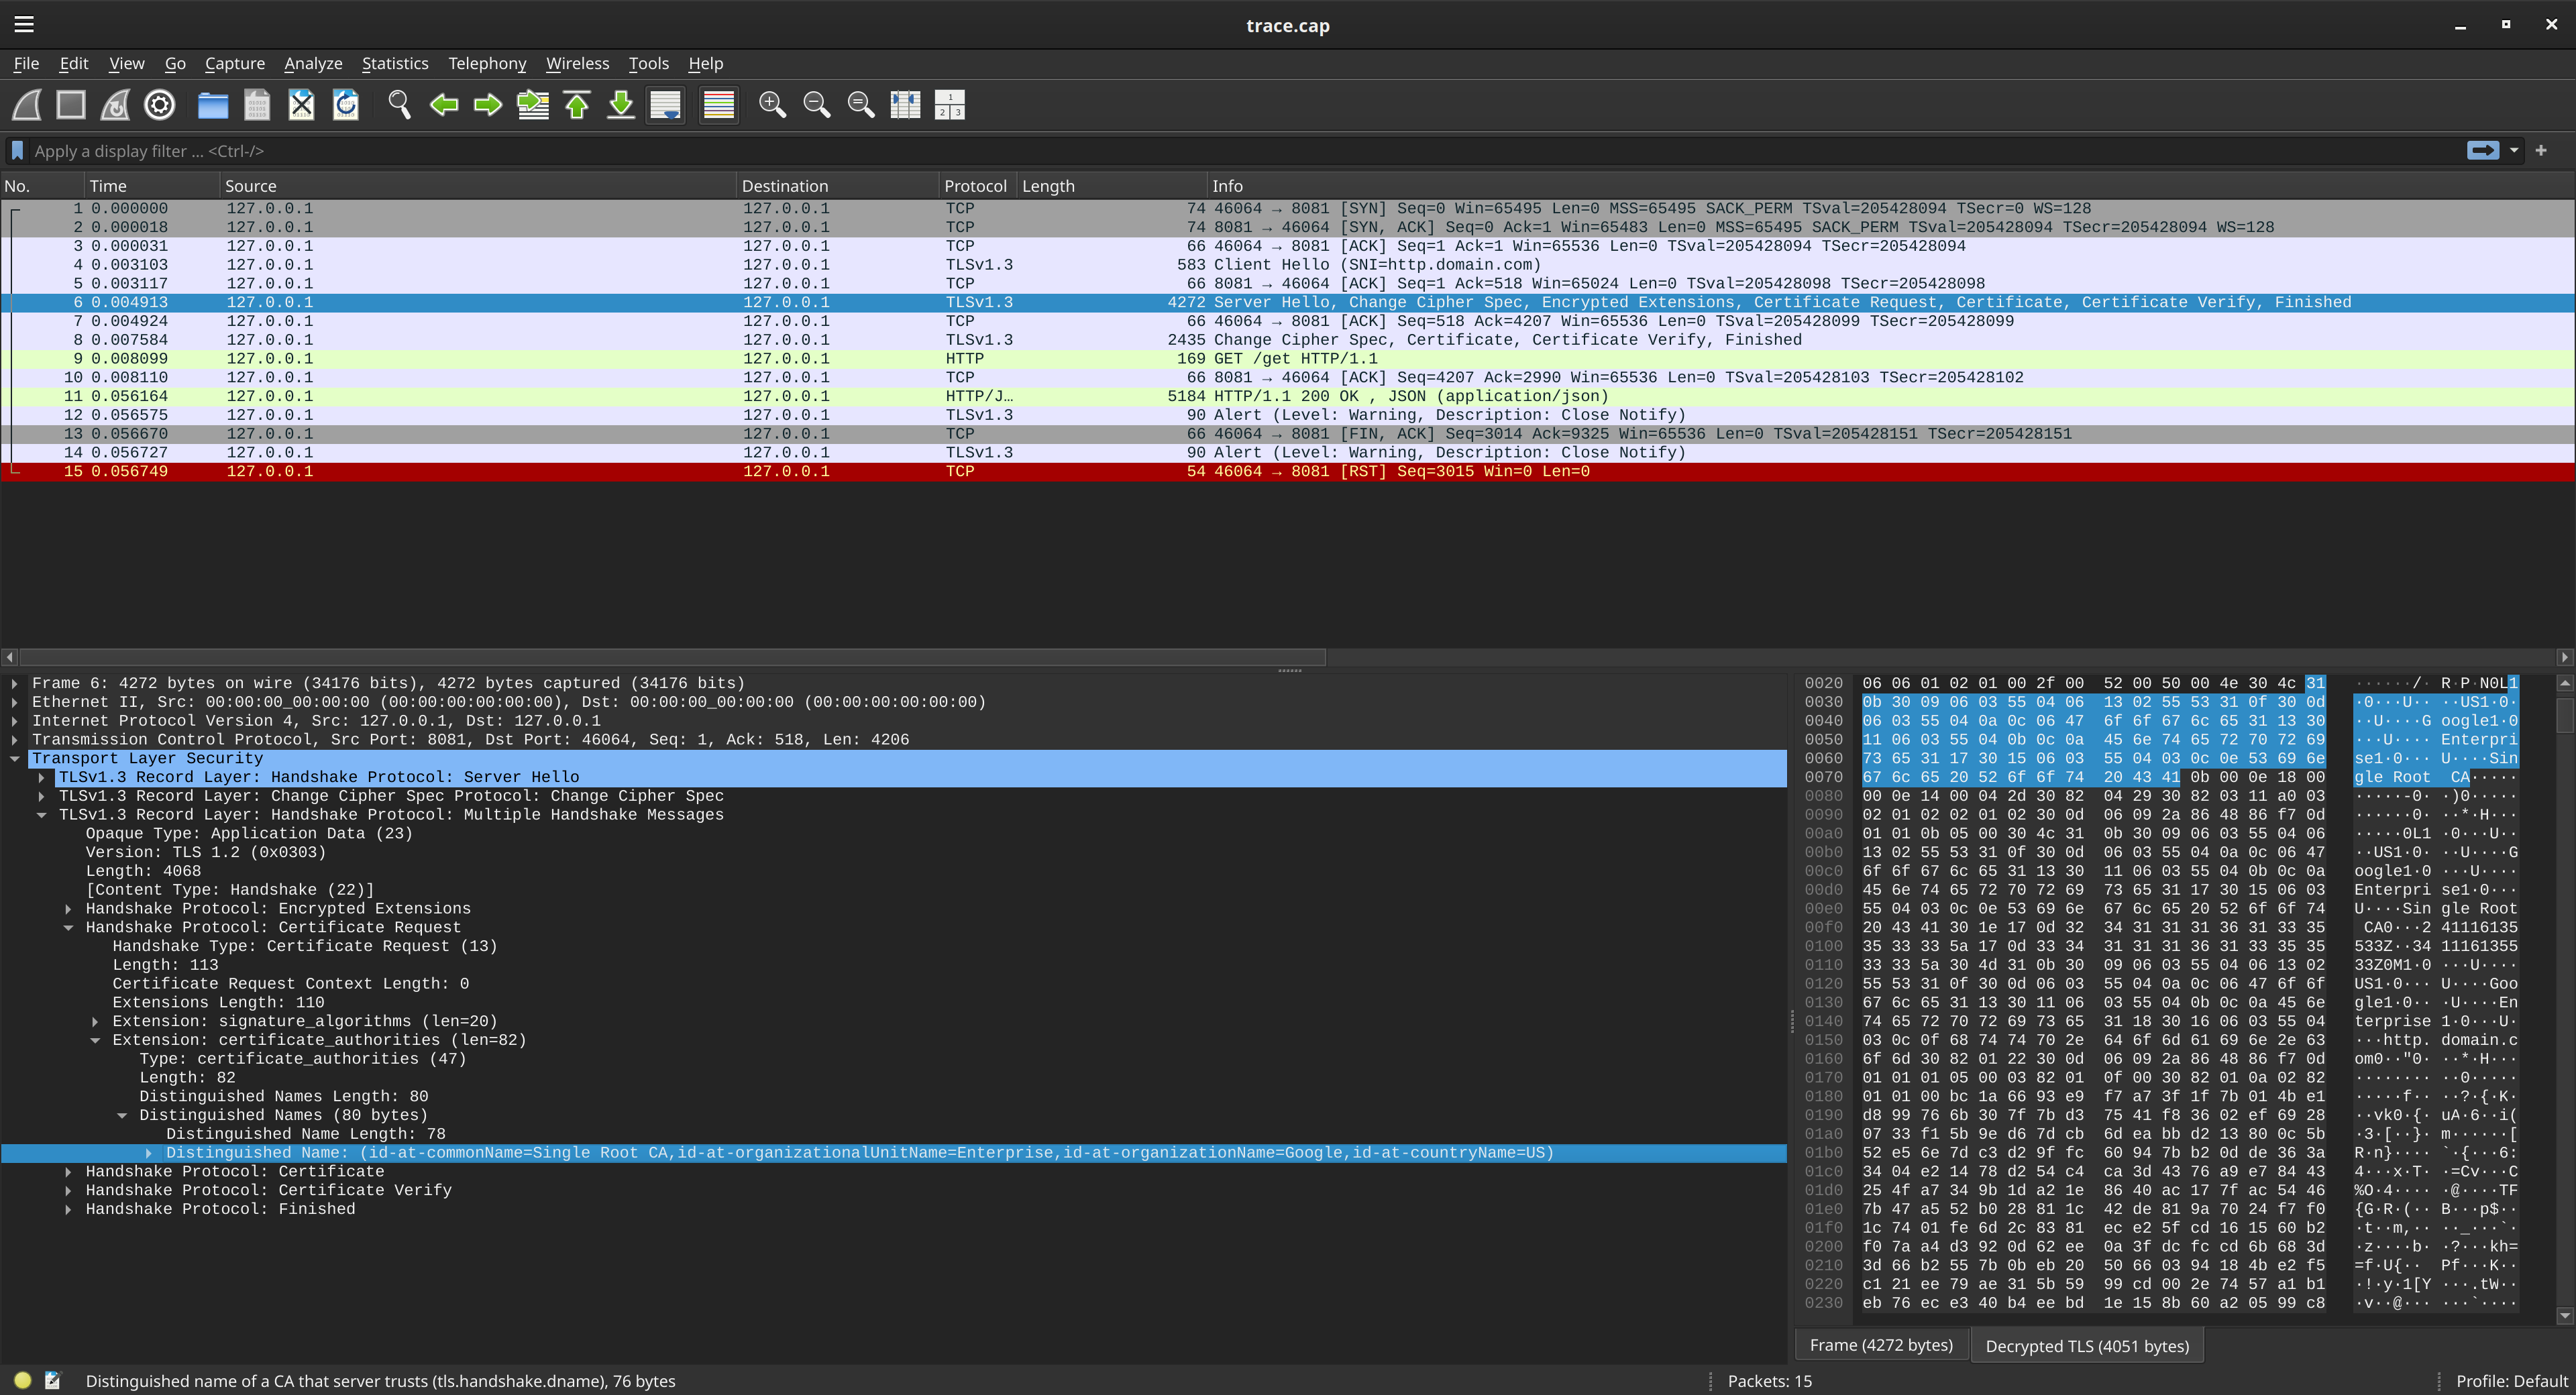 trace.cap
File Edit View Go Capture Analyze Statistics Telephony Wireless Tools Help
Apply a display filter ... <Ctrl-/>
No. Time Source Destination Protocol Length Info
1 0.000000 127.0.0.1 127.0.0.1 TCP 74 46064 → 8081 [SYN] Seq=0 Win=65495 Len=0 MSS=65495 SACK_PERM TSval=205428094 TSecr=0 WS=128
2 0.000018 127.0.0.1 127.0.0.1 TCP 74 8081 → 46064 [SYN, ACK] Seq=0 Ack=1 Win=65483 Len=0 MSS=65495 SACK_PERM TSval=205428094 TSecr=205428094 WS=128
3 0.000031 127.0.0.1 127.0.0.1 TCP 66 46064 → 8081 [ACK] Seq=1 Ack=1 Win=65536 Len=0 TSval=205428094 TSecr=205428094
4 0.003103 127.0.0.1 127.0.0.1 TLSv1.3 583 Client Hello (SNI=http.domain.com)
5 0.003117 127.0.0.1 127.0.0.1 TCP 66 8081 → 46064 [ACK] Seq=1 Ack=518 Win=65024 Len=0 TSval=205428098 TSecr=205428098
6 0.004913 127.0.0.1 127.0.0.1 TLSv1.3 4272 Server Hello, Change Cipher Spec, Encrypted Extensions, Certificate Request, Certificate, Certificate Verify, Finished
7 0.004924 127.0.0.1 127.0.0.1 TCP 66 46064 → 8081 [ACK] Seq=518 Ack=4207 Win=65536 Len=0 TSval=205428099 TSecr=205428099
8 0.007584 127.0.0.1 127.0.0.1 TLSv1.3 2435 Change Cipher Spec, Certificate, Certificate Verify, Finished
9 0.008099 127.0.0.1 127.0.0.1 HTTP 169 GET /get HTTP/1.1
10 0.008110 127.0.0.1 127.0.0.1 TCP 66 8081 → 46064 [ACK] Seq=4207 Ack=2990 Win=65536 Len=0 TSval=205428103 TSecr=205428102
11 0.056164 127.0.0.1 127.0.0.1 HTTP/J… 5184 HTTP/1.1 200 OK , JSON (application/json)
12 0.056575 127.0.0.1 127.0.0.1 TLSv1.3 90 Alert (Level: Warning, Description: Close Notify)
13 0.056670 127.0.0.1 127.0.0.1 TCP 66 46064 → 8081 [FIN, ACK] Seq=3014 Ack=9325 Win=65536 Len=0 TSval=205428151 TSecr=205428151
14 0.056727 127.0.0.1 127.0.0.1 TLSv1.3 90 Alert (Level: Warning, Description: Close Notify)
15 0.056749 127.0.0.1 127.0.0.1 TCP 54 46064 → 8081 [RST] Seq=3015 Win=0 Len=0
Frame 6: 4272 bytes on wire (34176 bits), 4272 bytes captured (34176 bits)
Ethernet II, Src: 00:00:00_00:00:00 (00:00:00:00:00:00), Dst: 00:00:00_00:00:00 (00:00:00:00:00:00)
Internet Protocol Version 4, Src: 127.0.0.1, Dst: 127.0.0.1
Transmission Control Protocol, Src Port: 8081, Dst Port: 46064, Seq: 1, Ack: 518, Len: 4206
Transport Layer Security
TLSv1.3 Record Layer: Handshake Protocol: Server Hello
TLSv1.3 Record Layer: Change Cipher Spec Protocol: Change Cipher Spec
TLSv1.3 Record Layer: Handshake Protocol: Multiple Handshake Messages
Opaque Type: Application Data (23)
Version: TLS 1.2 (0x0303)
Length: 4068
[Content Type: Handshake (22)]
Handshake Protocol: Encrypted Extensions
Handshake Protocol: Certificate Request
Handshake Type: Certificate Request (13)
Length: 113
Certificate Request Context Length: 0
Extensions Length: 110
Extension: signature_algorithms (len=20)
Extension: certificate_authorities (len=82)
Type: certificate_authorities (47)
Length: 82
Distinguished Names Length: 80
Distinguished Names (80 bytes)
Distinguished Name Length: 78
Distinguished Name: (id-at-commonName=Single Root CA,id-at-organizationalUnitName=Enterprise,id-at-organizationName=Google,id-at-countryName=US)
Handshake Protocol: Certificate
Handshake Protocol: Certificate Verify
Handshake Protocol: Finished
0020 06 06 01 02 01 00 2f 00 52 00 50 00 4e 30 4c 31 ······/· R·P·N0L1
0030 0b 30 09 06 03 55 04 06 13 02 55 53 31 0f 30 0d ·0···U·· ··US1·0·
0040 06 03 55 04 0a 0c 06 47 6f 6f 67 6c 65 31 13 30 ··U····G oogle1·0
0050 11 06 03 55 04 0b 0c 0a 45 6e 74 65 72 70 72 69 ···U···· Enterpri
0060 73 65 31 17 30 15 06 03 55 04 03 0c 0e 53 69 6e se1·0··· U····Sin
0070 67 6c 65 20 52 6f 6f 74 20 43 41 0b 00 0e 18 00 gle Root CA·····
0080 00 0e 14 00 04 2d 30 82 04 29 30 82 03 11 a0 03 ·····-0· ·)0·····
0090 02 01 02 02 01 02 30 0d 06 09 2a 86 48 86 f7 0d ······0· ··*·H···
00a0 01 01 0b 05 00 30 4c 31 0b 30 09 06 03 55 04 06 ·····0L1 ·0···U··
00b0 13 02 55 53 31 0f 30 0d 06 03 55 04 0a 0c 06 47 ··US1·0· ··U····G
00c0 6f 6f 67 6c 65 31 13 30 11 06 03 55 04 0b 0c 0a oogle1·0 ···U····
00d0 45 6e 74 65 72 70 72 69 73 65 31 17 30 15 06 03 Enterpri se1·0···
00e0 55 04 03 0c 0e 53 69 6e 67 6c 65 20 52 6f 6f 74 U····Sin gle Root
00f0 20 43 41 30 1e 17 0d 32 34 31 31 31 36 31 33 35 CA0···2 41116135
0100 35 33 33 5a 17 0d 33 34 31 31 31 36 31 33 35 35 533Z··34 11161355
0110 33 33 5a 30 4d 31 0b 30 09 06 03 55 04 06 13 02 33Z0M1·0 ···U····
0120 55 53 31 0f 30 0d 06 03 55 04 0a 0c 06 47 6f 6f US1·0··· U····Goo
0130 67 6c 65 31 13 30 11 06 03 55 04 0b 0c 0a 45 6e gle1·0·· ·U····En
0140 74 65 72 70 72 69 73 65 31 18 30 16 06 03 55 04 terprise 1·0···U·
0150 03 0c 0f 68 74 74 70 2e 64 6f 6d 61 69 6e 2e 63 ···http. domain.c
0160 6f 6d 30 82 01 22 30 0d 06 09 2a 86 48 86 f7 0d om0··"0· ··*·H···
0170 01 01 01 05 00 03 82 01 0f 00 30 82 01 0a 02 82 ········ ··0·····
0180 01 01 00 bc 1a 66 93 e9 f7 a7 3f 1f 7b 01 4b e1 ·····f·· ··?·{·K·
0190 d8 99 76 6b 30 7f 7b d3 75 41 f8 36 02 ef 69 28 ··vk0·{· uA·6··i(
01a0 07 33 f1 5b 9e d6 7d cb 6d ea bb d2 13 80 0c 5b ·3·[··}· m······[
01b0 52 e5 6e 7d c3 d2 9f fc 60 94 7b b2 0d de 36 3a R·n}···· `·{···6:
01c0 34 04 e2 14 78 d2 54 c4 ca 3d 43 76 a9 e7 84 43 4···x·T· ·=Cv···C
01d0 25 4f a7 34 9b 1d a2 1e 86 40 ac 17 7f ac 54 46 %O·4···· ·@····TF
01e0 7b 47 a5 52 b0 28 81 1c 42 de 81 9a 70 24 f7 f0 {G·R·(·· B···p$··
01f0 1c 74 01 fe 6d 2c 83 81 ec e2 5f cd 16 15 60 b2 ·t··m,·· ··_···`·
0200 f0 7a a4 d3 92 0d 62 ee 0a 3f dc fc cd 6b 68 3d ·z····b· ·?···kh=
0210 3d 66 b2 55 7b 0b eb 20 50 66 03 94 18 4b e2 f5 =f·U{·· Pf···K··
0220 c1 21 ee 79 ae 31 5b 59 99 cd 00 2e 74 57 a1 b1 ·!·y·1[Y ···.tW··
0230 eb 76 ec e3 40 b4 ee bd 1e 15 8b 60 a2 05 99 c8 ·v··@··· ···`····
Frame (4272 bytes) Decrypted TLS (4051 bytes)
Distinguished name of a CA that server trusts (tls.handshake.dname), 76 bytes Packets: 15 Profile: Default